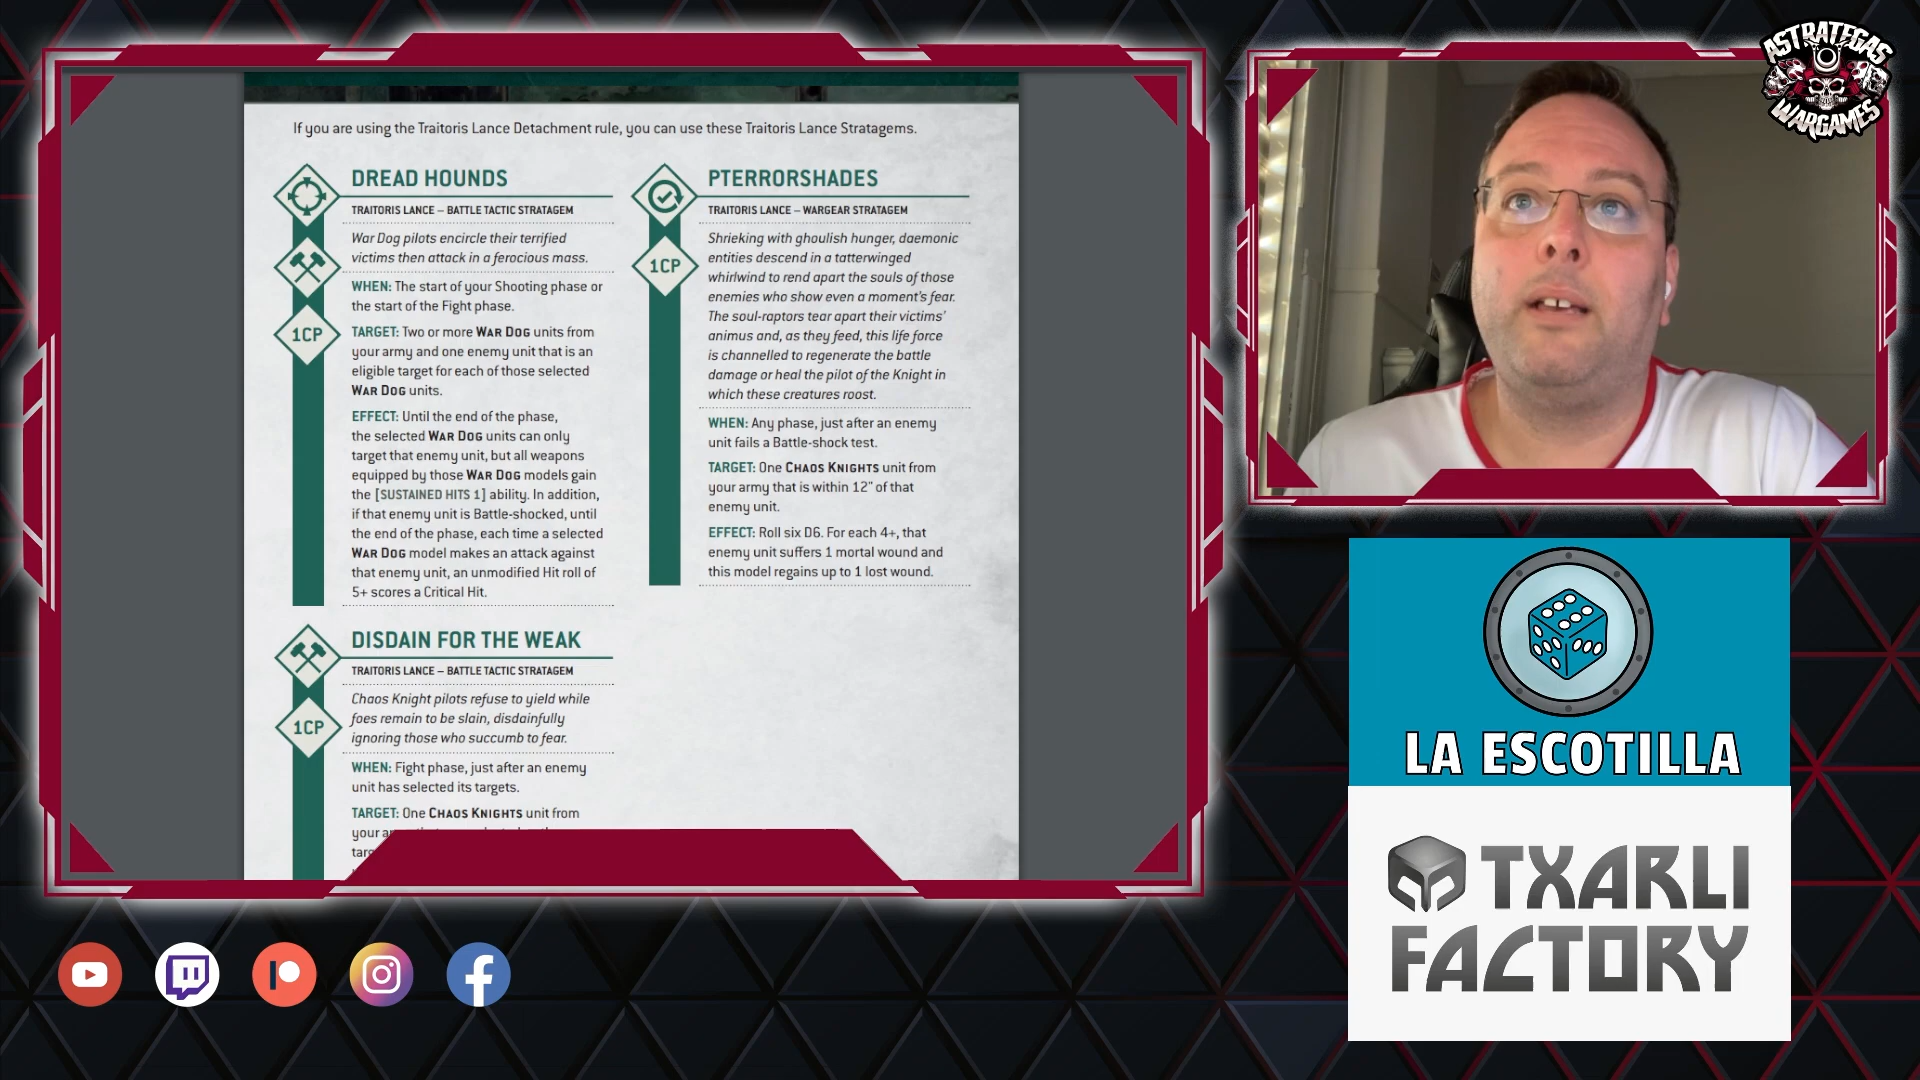 If you are using the Traitoris Lance Detachment rule, you can use these Traitoris Lance Stratagems.
DREAD HOUNDS
TRAITORIS LANCE – BATTLE TACTIC STRATAGEM
War Dog pilots encircle their terrified
victims then attack in a ferocious mass.
WHEN: The start of your Shooting phase or
the start of the Fight phase.
1CP
TARGET: Two or more WAR DOG units from
your army and one enemy unit that is an
eligible target for each of those selected
WAR DOG units.
EFFECT: Until the end of the phase,
the selected WAR DOG units can only
target that enemy unit, but all weapons
equipped by those WAR DOG models gain
the [SUSTAINED HITS 1] ability. In addition,
if that enemy unit is Battle-shocked, until
the end of the phase, each time a selected
WAR DOG model makes an attack against
that enemy unit, an unmodified Hit roll of
5+ scores a Critical Hit.
DISDAIN FOR THE WEAK
TRAITORIS LANCE – BATTLE TACTIC STRATAGEM
Chaos Knight pilots refuse to yield while
foes remain to be slain, disdainfully
ignoring those who succumb to fear.
1CP
WHEN: Fight phase, just after an enemy
unit has selected its targets.
TARGET: One CHAOS KNIGHTS unit from
your
PTERRORSHADES
TRAITORIS LANCE – WARGEAR STRATAGEM
1CP
Shrieking with ghoulish hunger, daemonic
entities descend in a tatterwinged
whirlwind to rend apart the souls of those
enemies who show even a moment's fear.
The soul-raptors tear apart their victims'
animus and, as they feed, this life force
is channelled to regenerate the battle
damage or heal the pilot of the Knight in
which these creatures roost.
WHEN: Any phase, just after an enemy
unit fails a Battle-shock test.
TARGET: One CHAOS KNIGHTS unit from
your army that is within 12" of that
enemy unit.
EFFECT: Roll six D6. For each 4+, that
enemy unit suffers 1 mortal wound and
this model regains up to 1 lost wound.
ASTRATEGAS
WARGAMES
LA ESCOTILLA
TXARLI
FACTORY